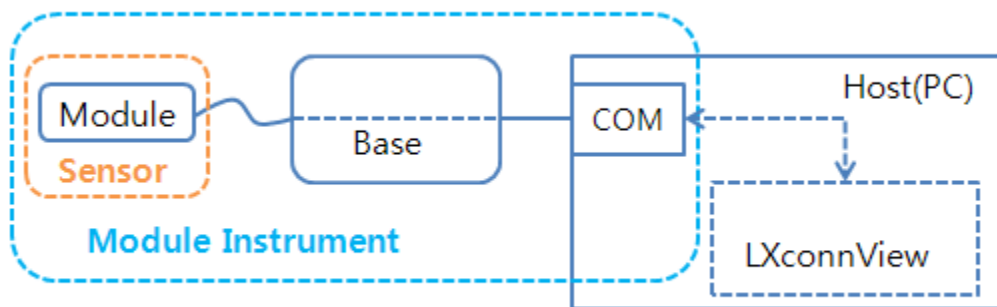 Host(PC)
Module
COM
Base
Sensor
Module Instrument
LXconnView